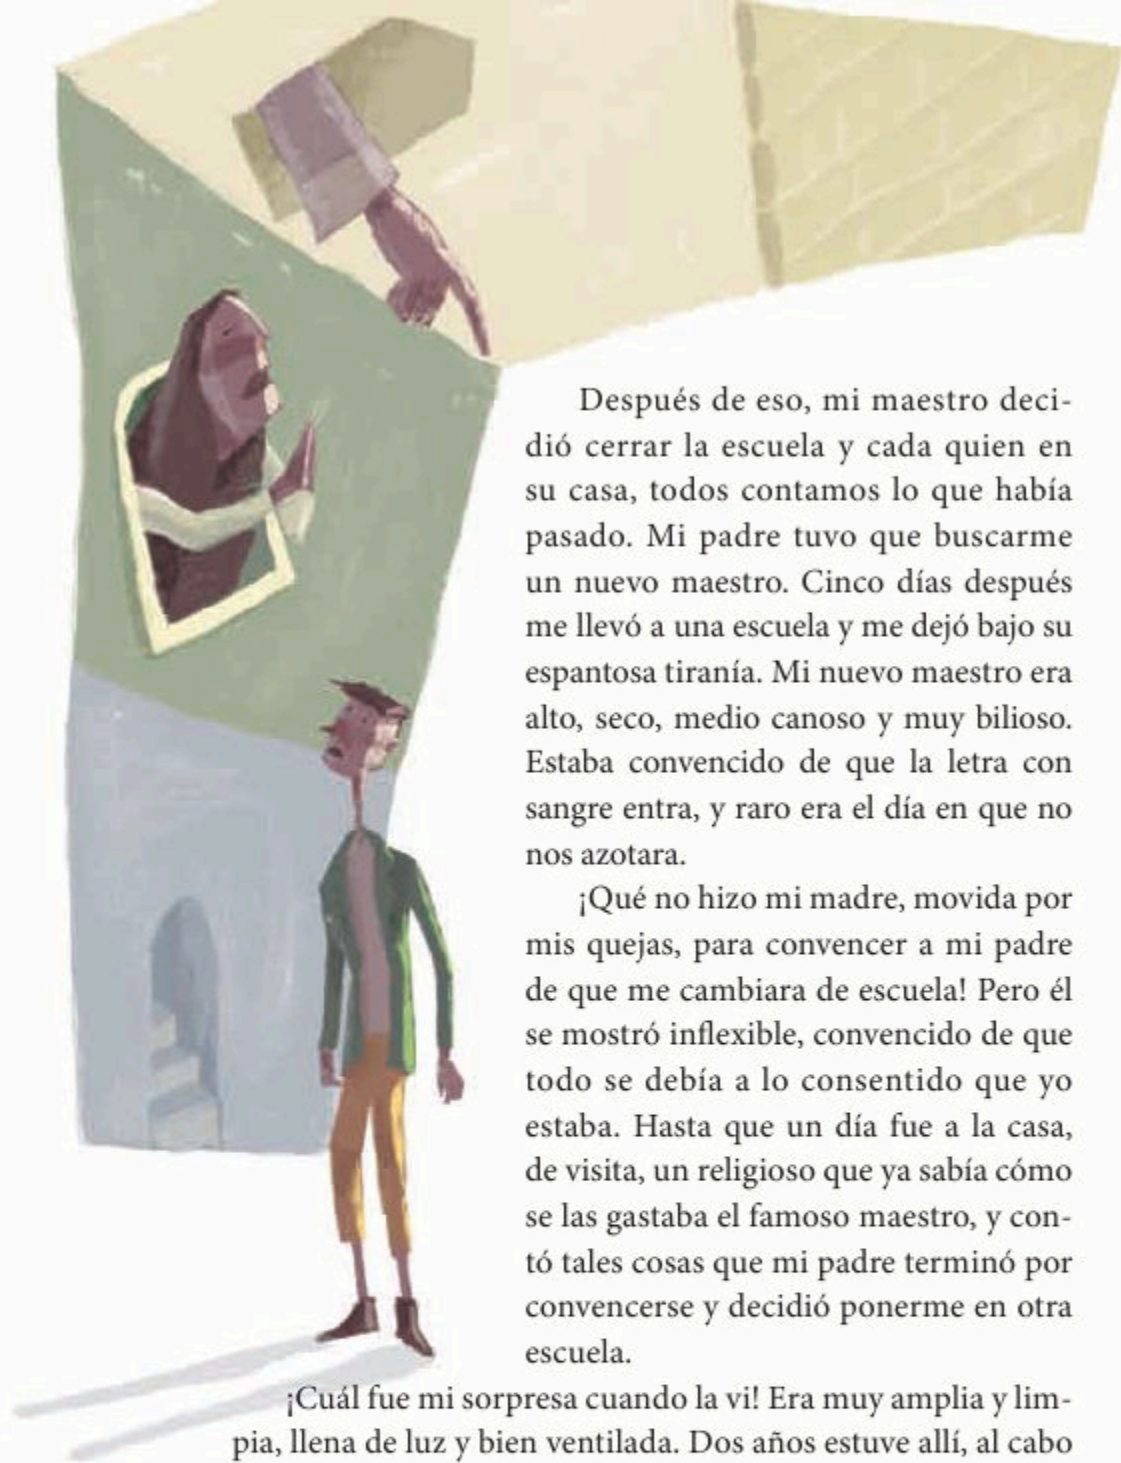 Después de eso, mi maestro deci-
dió cerrar la escuela y cada quien en
su casa, todos contamos lo que había
pasado. Mi padre tuvo que buscarme
un nuevo maestro. Cinco días después
me llevó a una escuela y me dejó bajo su
espantosa tiranía. Mi nuevo maestro era
alto, seco, medio canoso y muy bilioso.
Estaba convencido de que la letra con
sangre entra, y raro era el día en que no
nos azotara.
¡Qué no hizo mi madre, movida por
mis quejas, para convencer a mi padre
de que me cambiara de escuela! Pero él
se mostró inflexible, convencido de que
todo se debía a lo consentido que yo
estaba. Hasta que un día fue a la casa,
de visita, un religioso que ya sabía cómo
se las gastaba el famoso maestro, y con-
tó tales cosas que mi padre terminó por
convencerse y decidió ponerme en otra
escuela.
¡Cuál fue mi sorpresa cuando la vi! Era muy amplia y lim-
pia, llena de luz y bien ventilada. Dos años estuve allí, al cabo